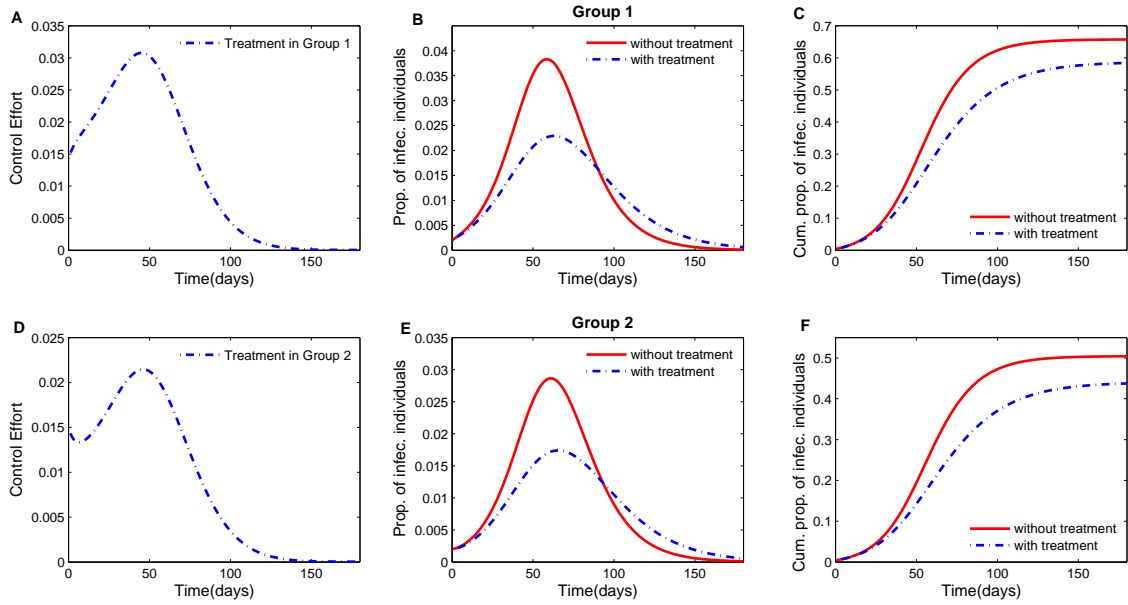 A
0.035
0.03
0.025
0.02
0.015
0.01
0.005
0
0
50
100
150
Control Effort
Time(days)
Treatment in Group 1
B
Group 1
0.04
0.035
0.03
0.025
0.02
0.015
0.01
0.005
0
0
50
100
150
Prop. of infec. individuals
Time(days)
without treatment
with treatment
C
0.7
0.6
0.5
0.4
0.3
0.2
0.1
0
0
50
100
150
Cum. prop. of infec. individuals
Time(days)
without treatment
with treatment
D
0.025
0.02
0.015
0.01
0.005
0
0
50
100
150
Control Effort
Time(days)
Treatment in Group 2
E
Group 2
0.035
0.03
0.025
0.02
0.015
0.01
0.005
0
0
50
100
150
Prop. of infec. individuals
Time(days)
without treatment
with treatment
F
0.5
0.4
0.3
0.2
0.1
0
0
50
100
150
Cum. prop. of infec. individuals
Time(days)
without treatment
with treatment